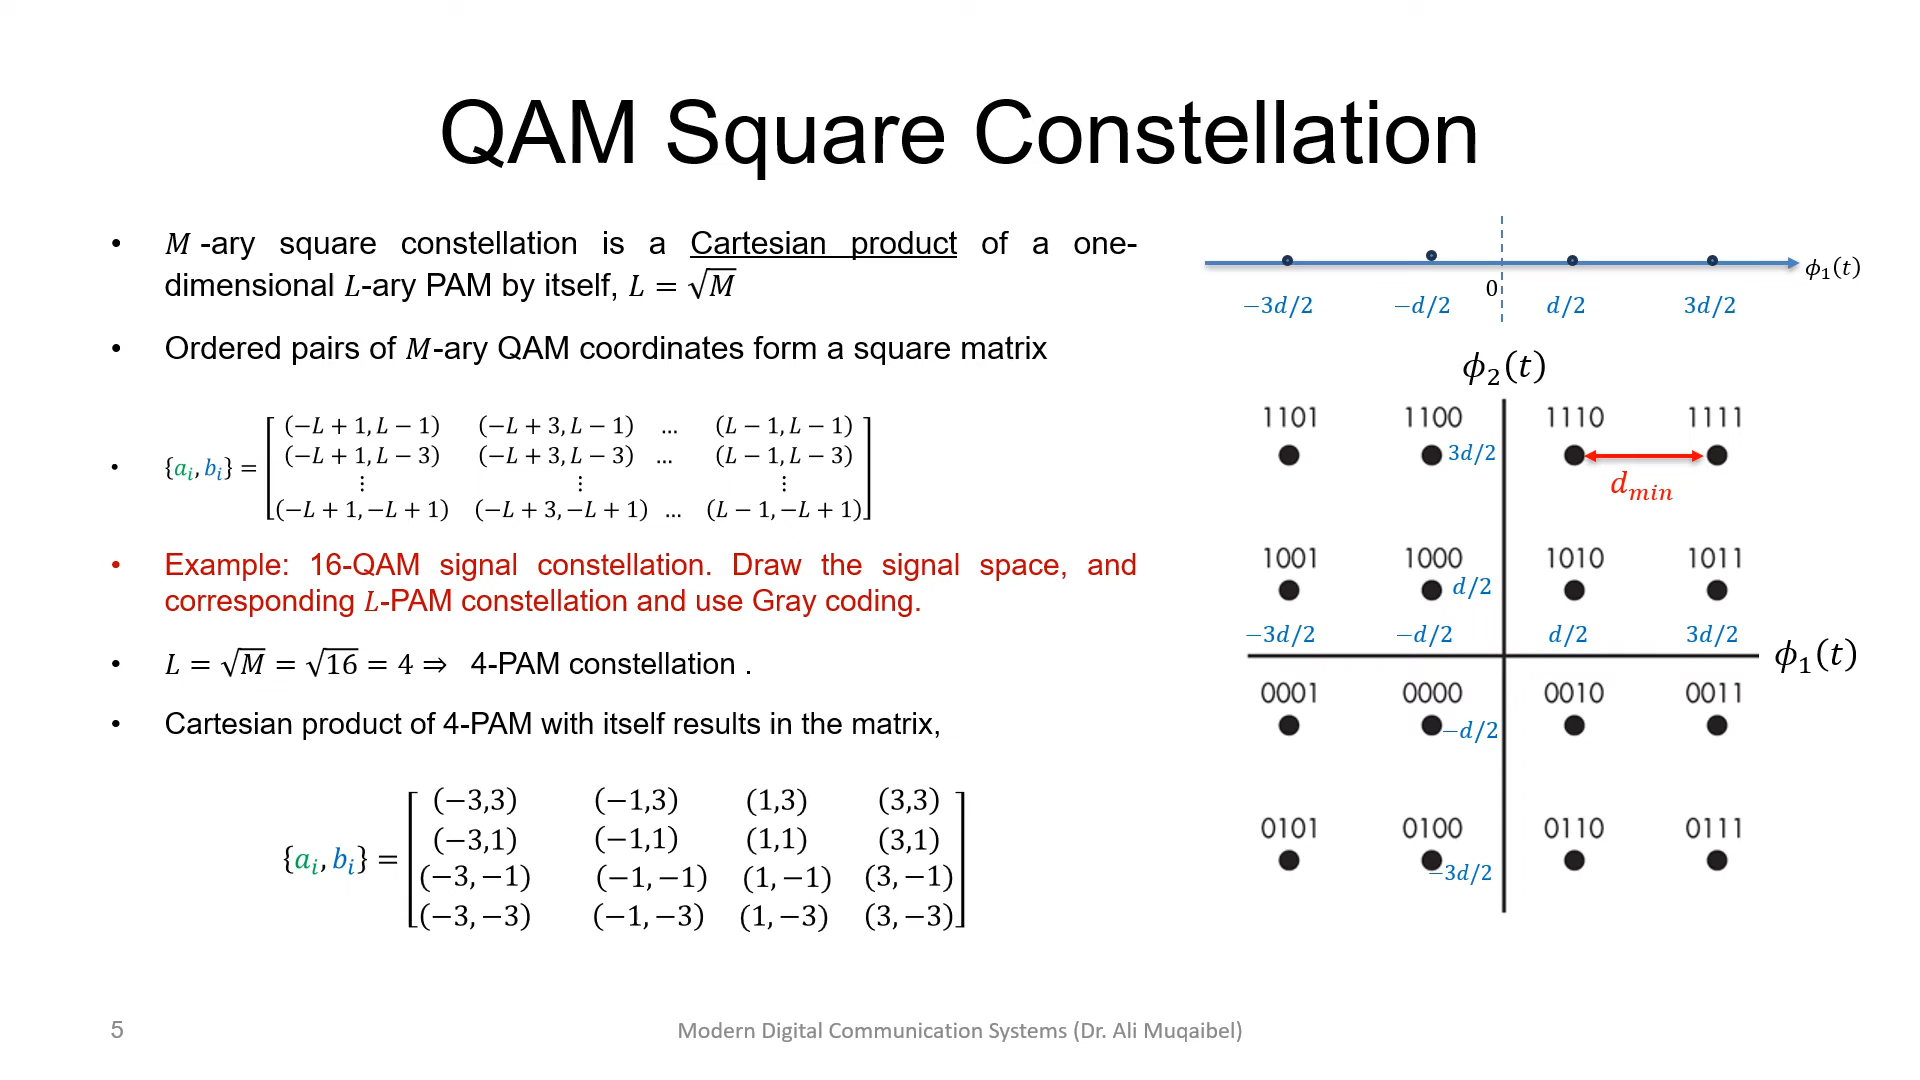 QAM Square Constellation
• 𝑀 -ary square constellation is a Cartesian product of a one-
dimensional 𝐿-ary PAM by itself, 𝐿 = √𝑀
• Ordered pairs of 𝑀-ary QAM coordinates form a square matrix
• {𝑎ᵢ, 𝑏ᵢ} =
(−𝐿 + 1, 𝐿 − 1) (−𝐿 + 3, 𝐿 − 1) … (𝐿 − 1, 𝐿 − 1)
(−𝐿 + 1, 𝐿 − 3) (−𝐿 + 3, 𝐿 − 3) … (𝐿 − 1, 𝐿 − 3)
⋮ ⋮ ⋮
(−𝐿 + 1, −𝐿 + 1) (−𝐿 + 3, −𝐿 + 1) … (𝐿 − 1, −𝐿 + 1)
• Example: 16-QAM signal constellation. Draw the signal space, and
corresponding 𝐿-PAM constellation and use Gray coding.
• 𝐿 = √𝑀 = √16 = 4 ⇒ 4-PAM constellation .
• Cartesian product of 4-PAM with itself results in the matrix,
{𝑎ᵢ, 𝑏ᵢ} =
(−3,3) (−1,3) (1,3) (3,3)
(−3,1) (−1,1) (1,1) (3,1)
(−3, −1) (−1, −1) (1, −1) (3, −1)
(−3, −3) (−1, −3) (1, −3) (3, −3)
𝜙₁(𝑡)
0
−3𝑑/2 −𝑑/2 𝑑/2 3𝑑/2
𝜙₂(𝑡)
1101 1100 1110 1111
3𝑑/2
𝑑ₘᵢₙ
1001 1000 1010 1011
𝑑/2
−3𝑑/2 −𝑑/2 𝑑/2 3𝑑/2
𝜙₁(𝑡)
0001 0000 0010 0011
−𝑑/2
0101 0100 0110 0111
−3𝑑/2
5
Modern Digital Communication Systems (Dr. Ali Muqaibel)